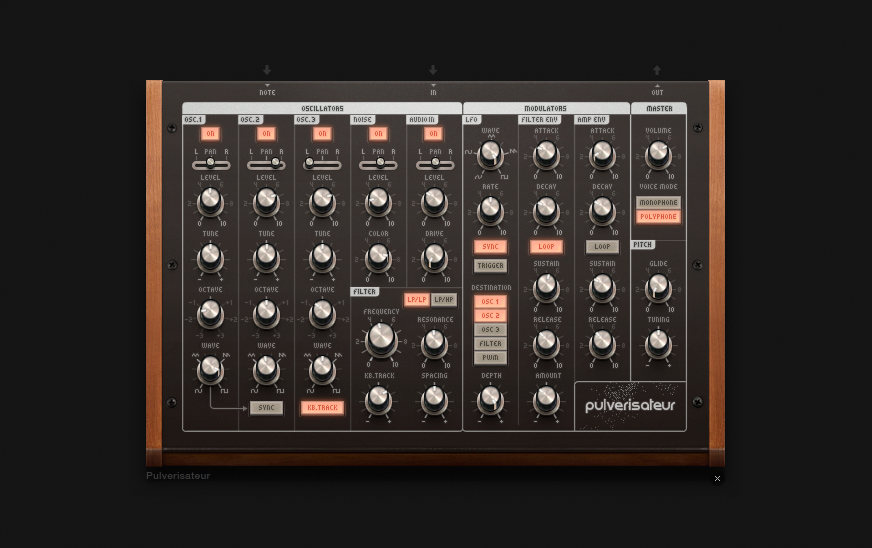 NOTE IN OUT
OSCILLATORS MODULATORS MASTER
OSC.1 OSC.2 OSC.3 NOISE AUDIO IN LFO FILTER ENV AMP ENV
ON ON ON ON ON WAVE ATTACK ATTACK VOLUME
L PAN R L PAN R L PAN R L PAN R L PAN R
LEVEL LEVEL LEVEL LEVEL LEVEL RATE DECAY DECAY VOICE MODE
MONOPHONE
POLYPHONE
TUNE TUNE TUNE COLOR DRIVE SYNC LOOP LOOP PITCH
TRIGGER SUSTAIN SUSTAIN GLIDE
OCTAVE OCTAVE OCTAVE FILTER LP/LP LP/HP DESTINATION
OSC 1
OSC 2
FREQUENCY RESONANCE OSC 3 RELEASE RELEASE TUNING
FILTER
WAVE WAVE WAVE PWM
KB.TRACK SPACING DEPTH AMOUNT
SYNC KB.TRACK pulverisateur
Pulverisateur